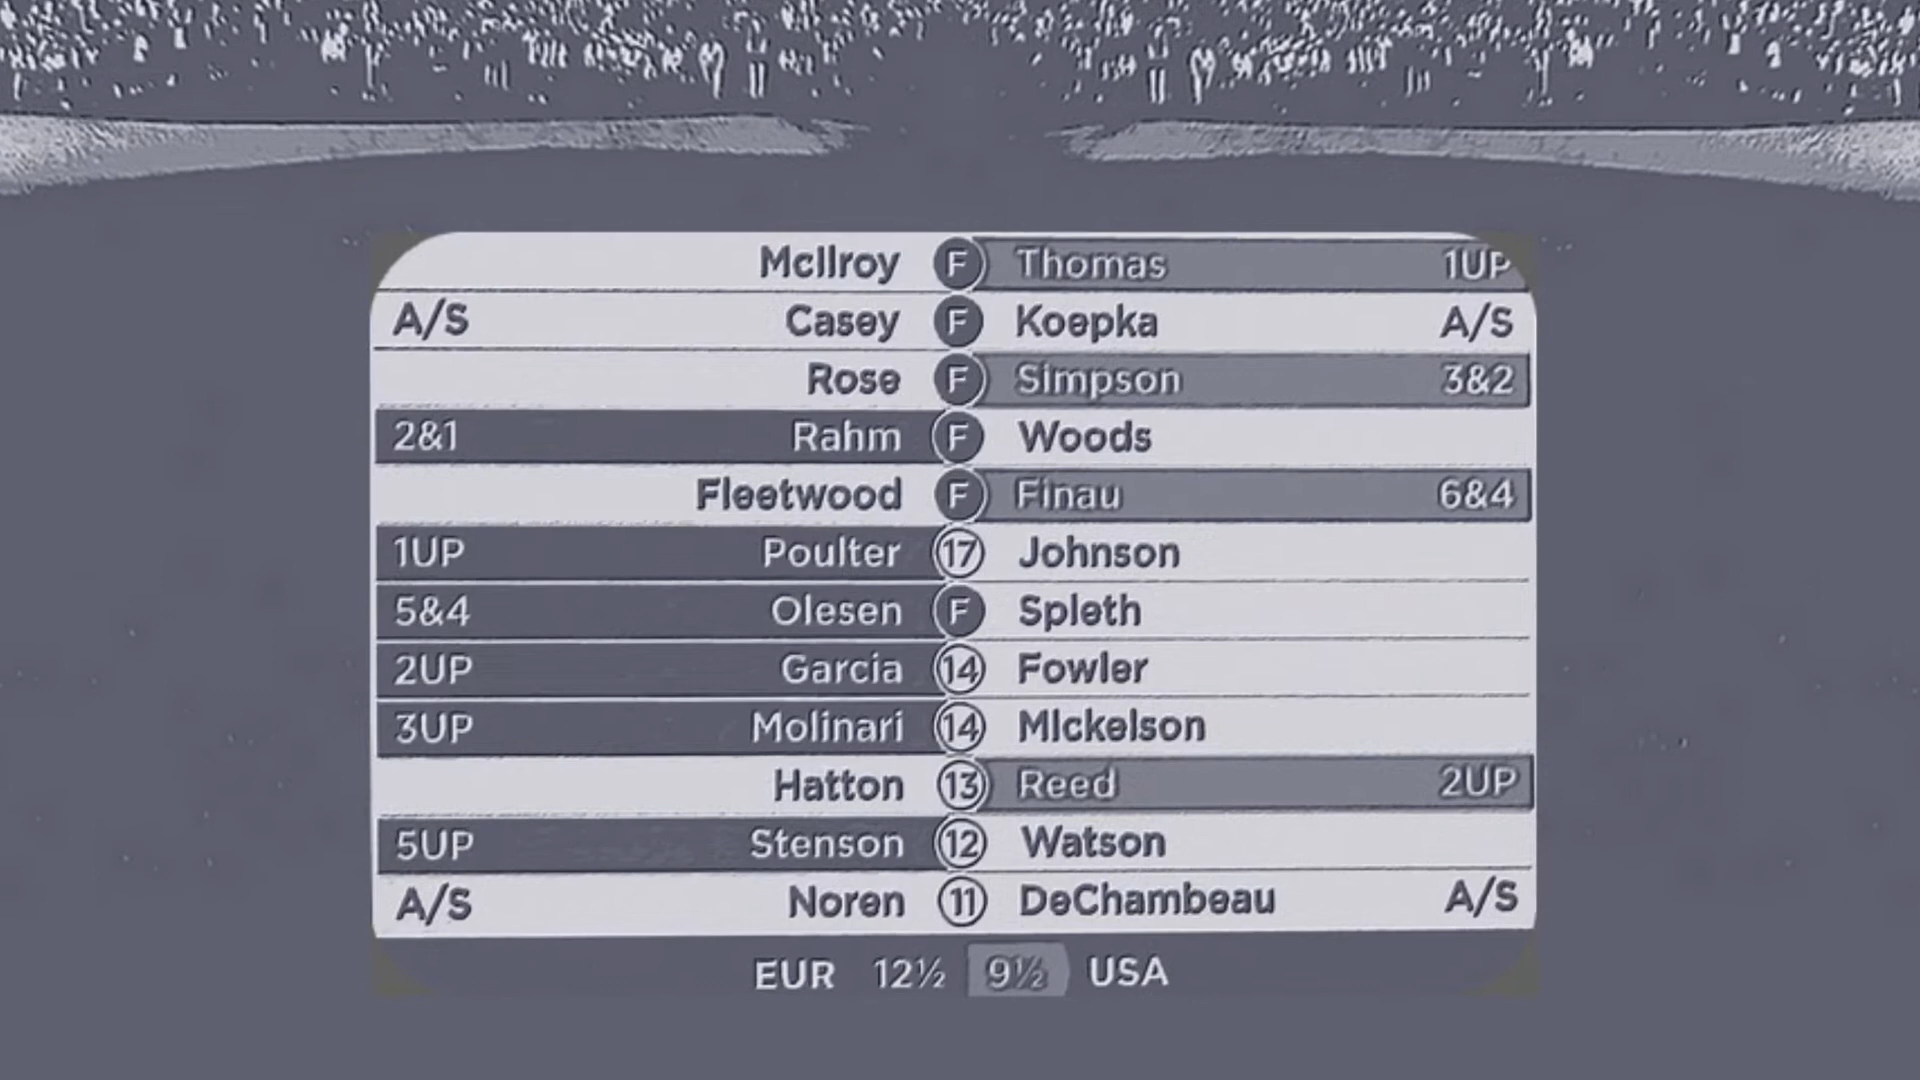 McIlroy F Thomas 1UP
A/S Casey F Koepka A/S
Rose F Simpson 3&2
2&1 Rahm F Woods
Fleetwood F Finau 6&4
1UP Poulter 17 Johnson
5&4 Olesen F Spieth
2UP Garcia 14 Fowler
3UP Molinari 14 Mickelson
Hatton 13 Reed 2UP
5UP Stenson 12 Watson
A/S Noren 11 DeChambeau A/S
EUR 12½ 9½ USA